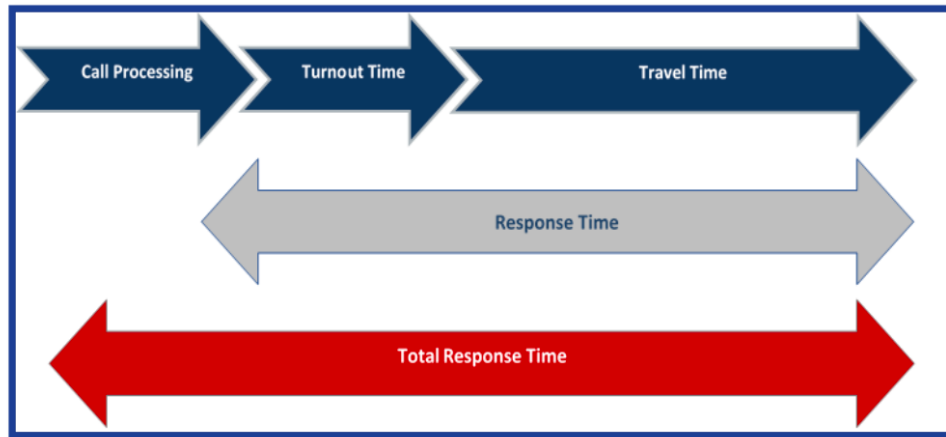 Call Processing
Turnout Time
Travel Time
Response Time
Total Response Time